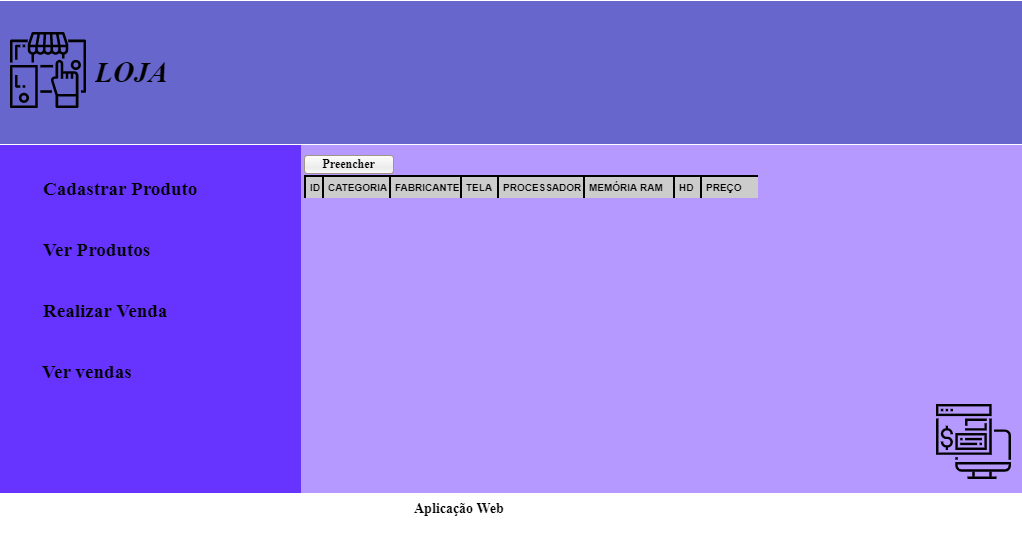 LOJA
Cadastrar Produto
Ver Produtos
Realizar Venda
Ver vendas
Preencher
ID CATEGORIA FABRICANTE TELA PROCESSADOR MEMÓRIA RAM HD PREÇO
$
Aplicação Web